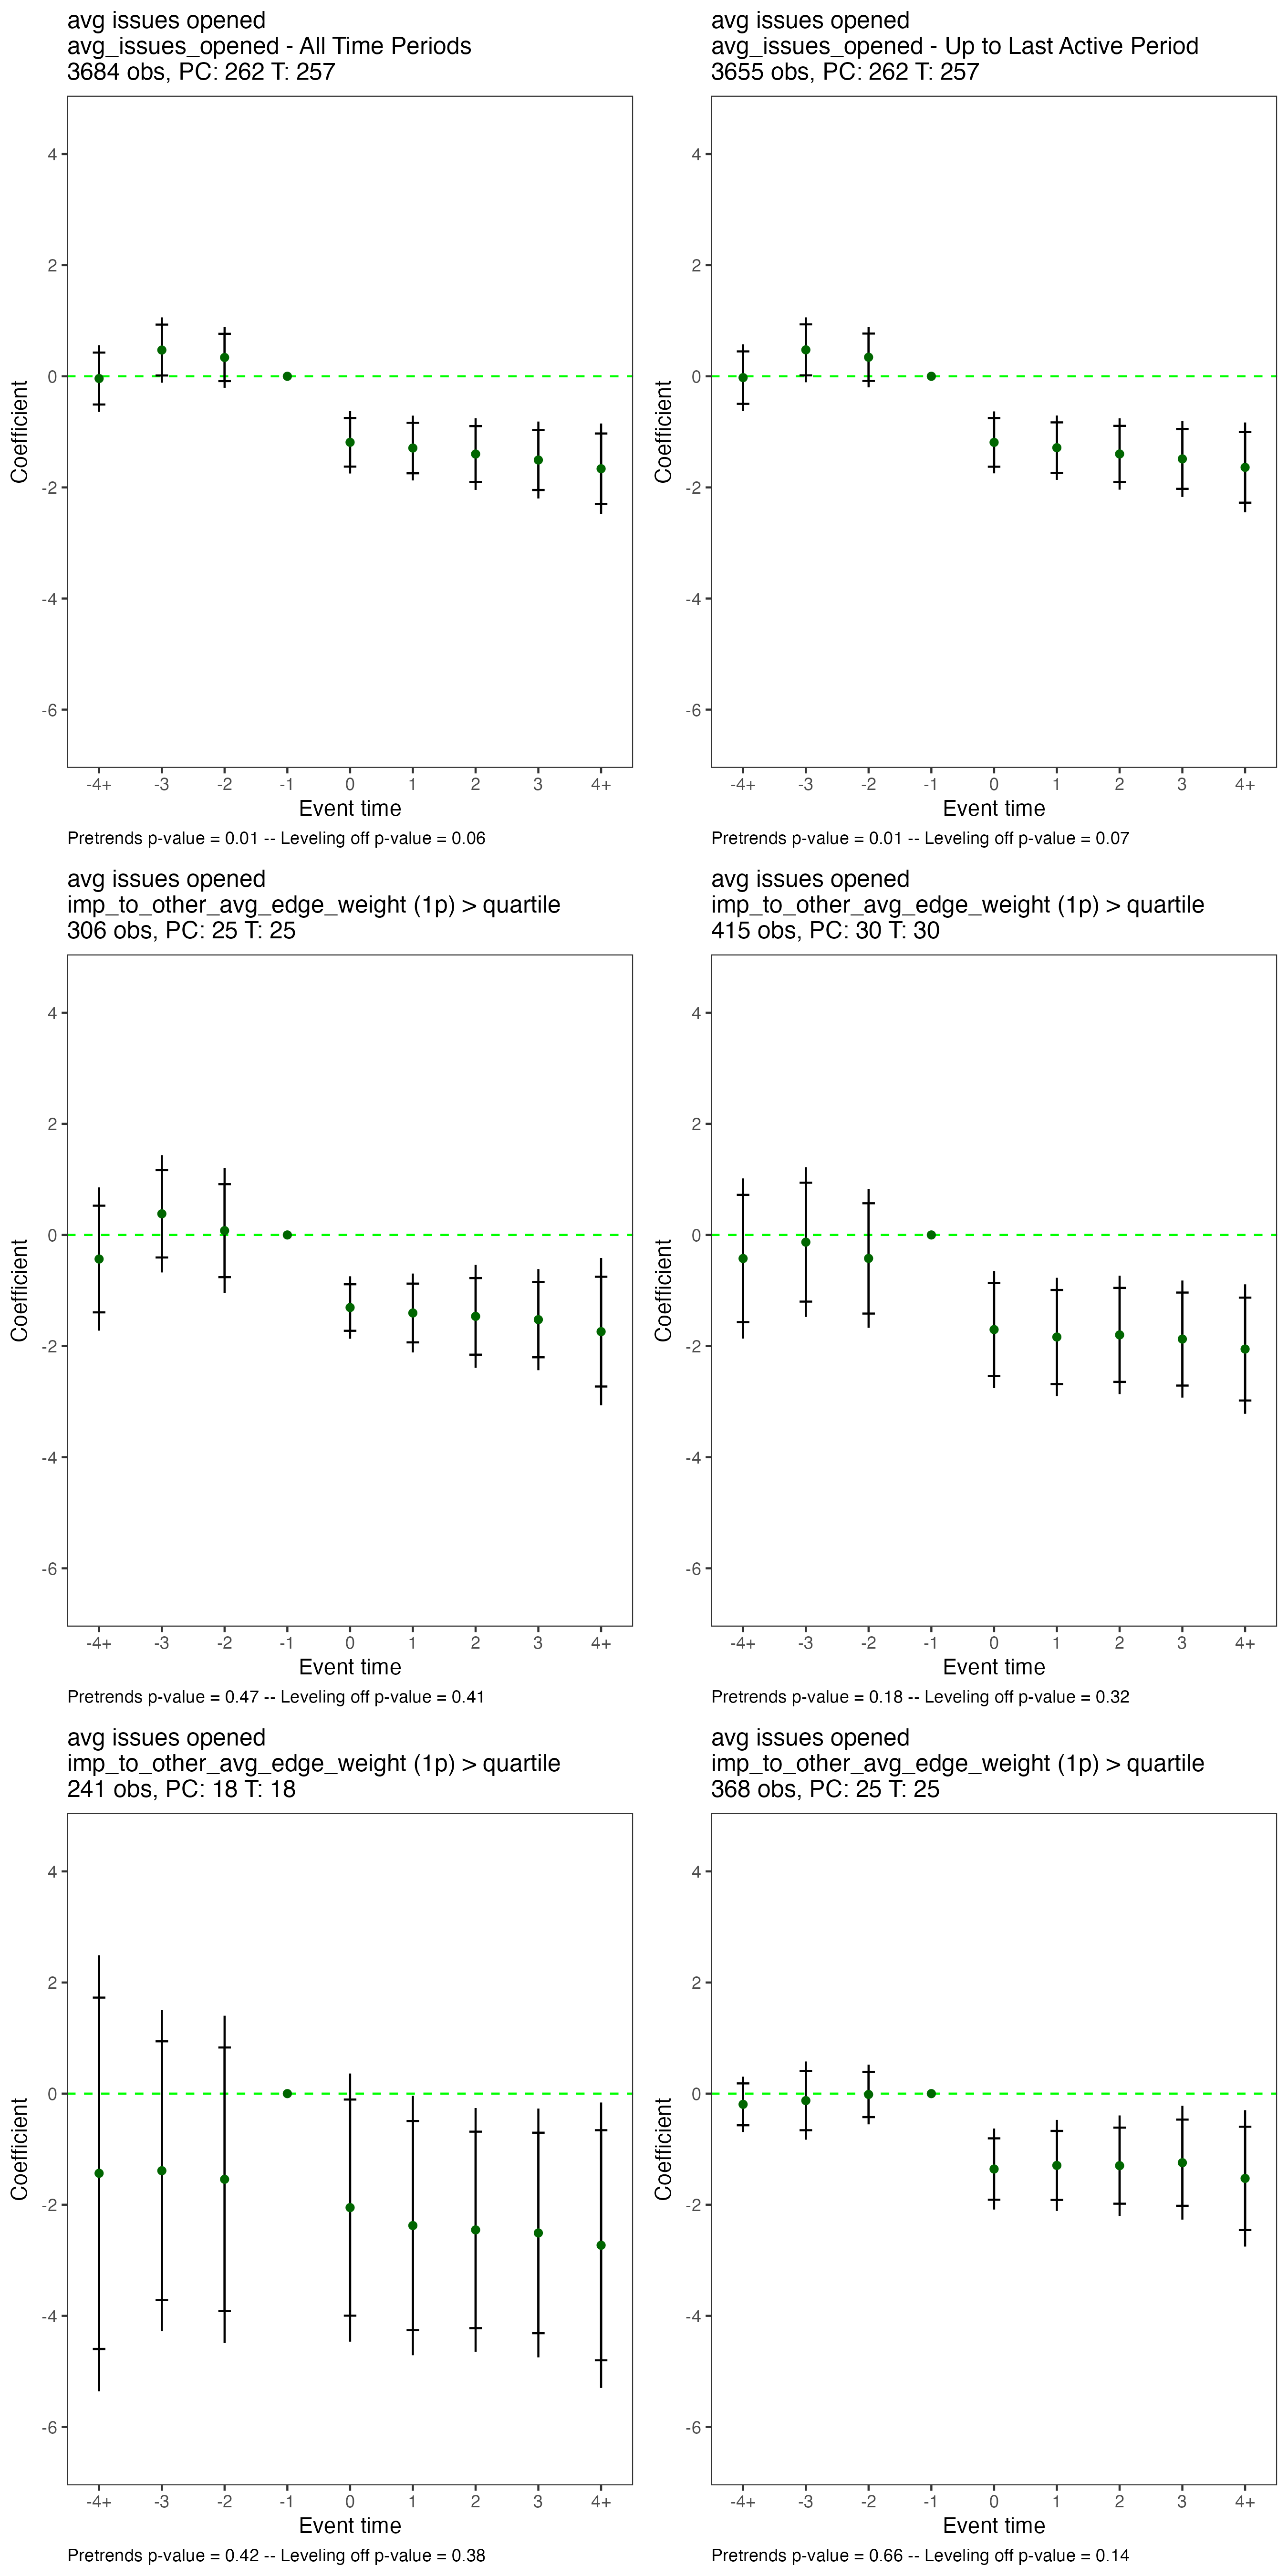 avg issues opened
avg_issues_opened - All Time Periods
3684 obs, PC: 262 T: 257
4
2
0
-2
-4
-6
Coefficient
-4+ -3 -2 -1 0 1 2 3 4+
Event time
Pretrends p-value = 0.01 -- Leveling off p-value = 0.06
avg issues opened
avg_issues_opened - Up to Last Active Period
3655 obs, PC: 262 T: 257
4
2
0
-2
-4
-6
Coefficient
-4+ -3 -2 -1 0 1 2 3 4+
Event time
Pretrends p-value = 0.01 -- Leveling off p-value = 0.07
avg issues opened
imp_to_other_avg_edge_weight (1p) > quartile
306 obs, PC: 25 T: 25
4
2
0
-2
-4
-6
Coefficient
-4+ -3 -2 -1 0 1 2 3 4+
Event time
Pretrends p-value = 0.47 -- Leveling off p-value = 0.41
avg issues opened
imp_to_other_avg_edge_weight (1p) > quartile
415 obs, PC: 30 T: 30
4
2
0
-2
-4
-6
Coefficient
-4+ -3 -2 -1 0 1 2 3 4+
Event time
Pretrends p-value = 0.18 -- Leveling off p-value = 0.32
avg issues opened
imp_to_other_avg_edge_weight (1p) > quartile
241 obs, PC: 18 T: 18
4
2
0
-2
-4
-6
Coefficient
-4+ -3 -2 -1 0 1 2 3 4+
Event time
Pretrends p-value = 0.42 -- Leveling off p-value = 0.38
avg issues opened
imp_to_other_avg_edge_weight (1p) > quartile
368 obs, PC: 25 T: 25
4
2
0
-2
-4
-6
Coefficient
-4+ -3 -2 -1 0 1 2 3 4+
Event time
Pretrends p-value = 0.66 -- Leveling off p-value = 0.14